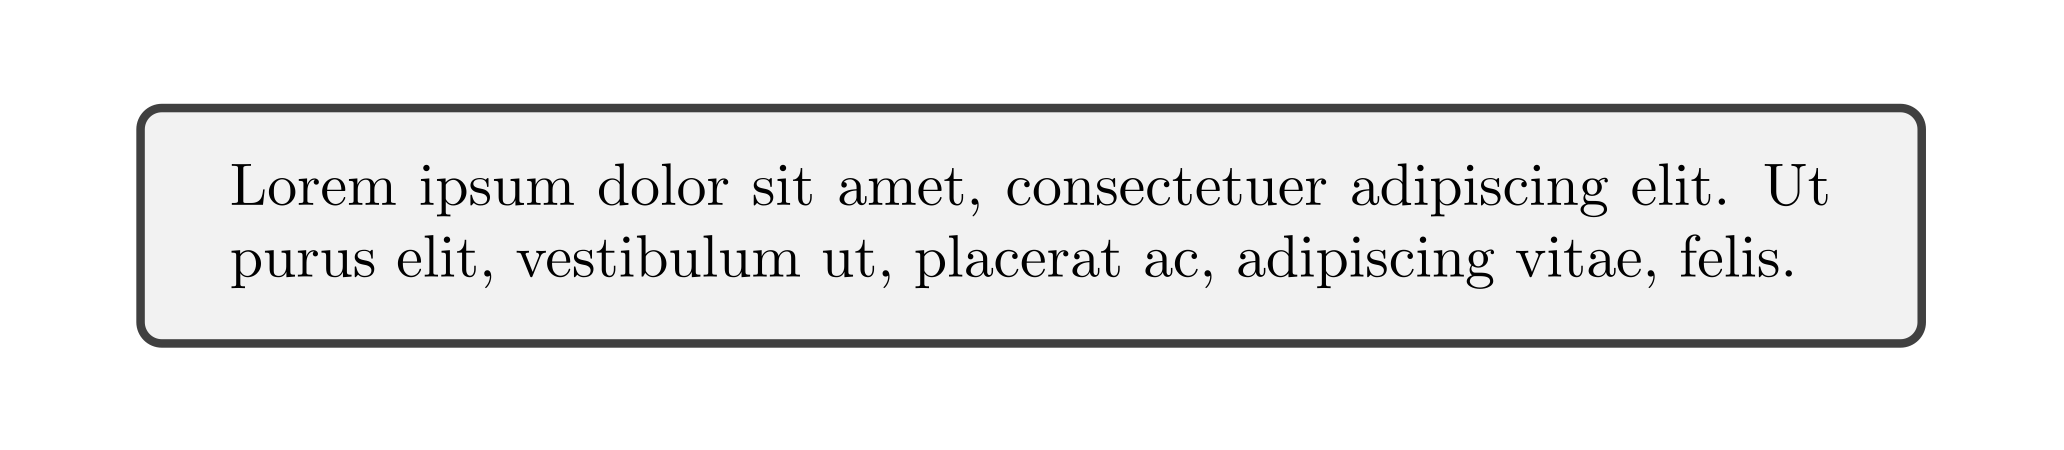 Lorem ipsum dolor sit amet, consectetuer adipiscing elit. Ut
purus elit, vestibulum ut, placerat ac, adipiscing vitae, felis.